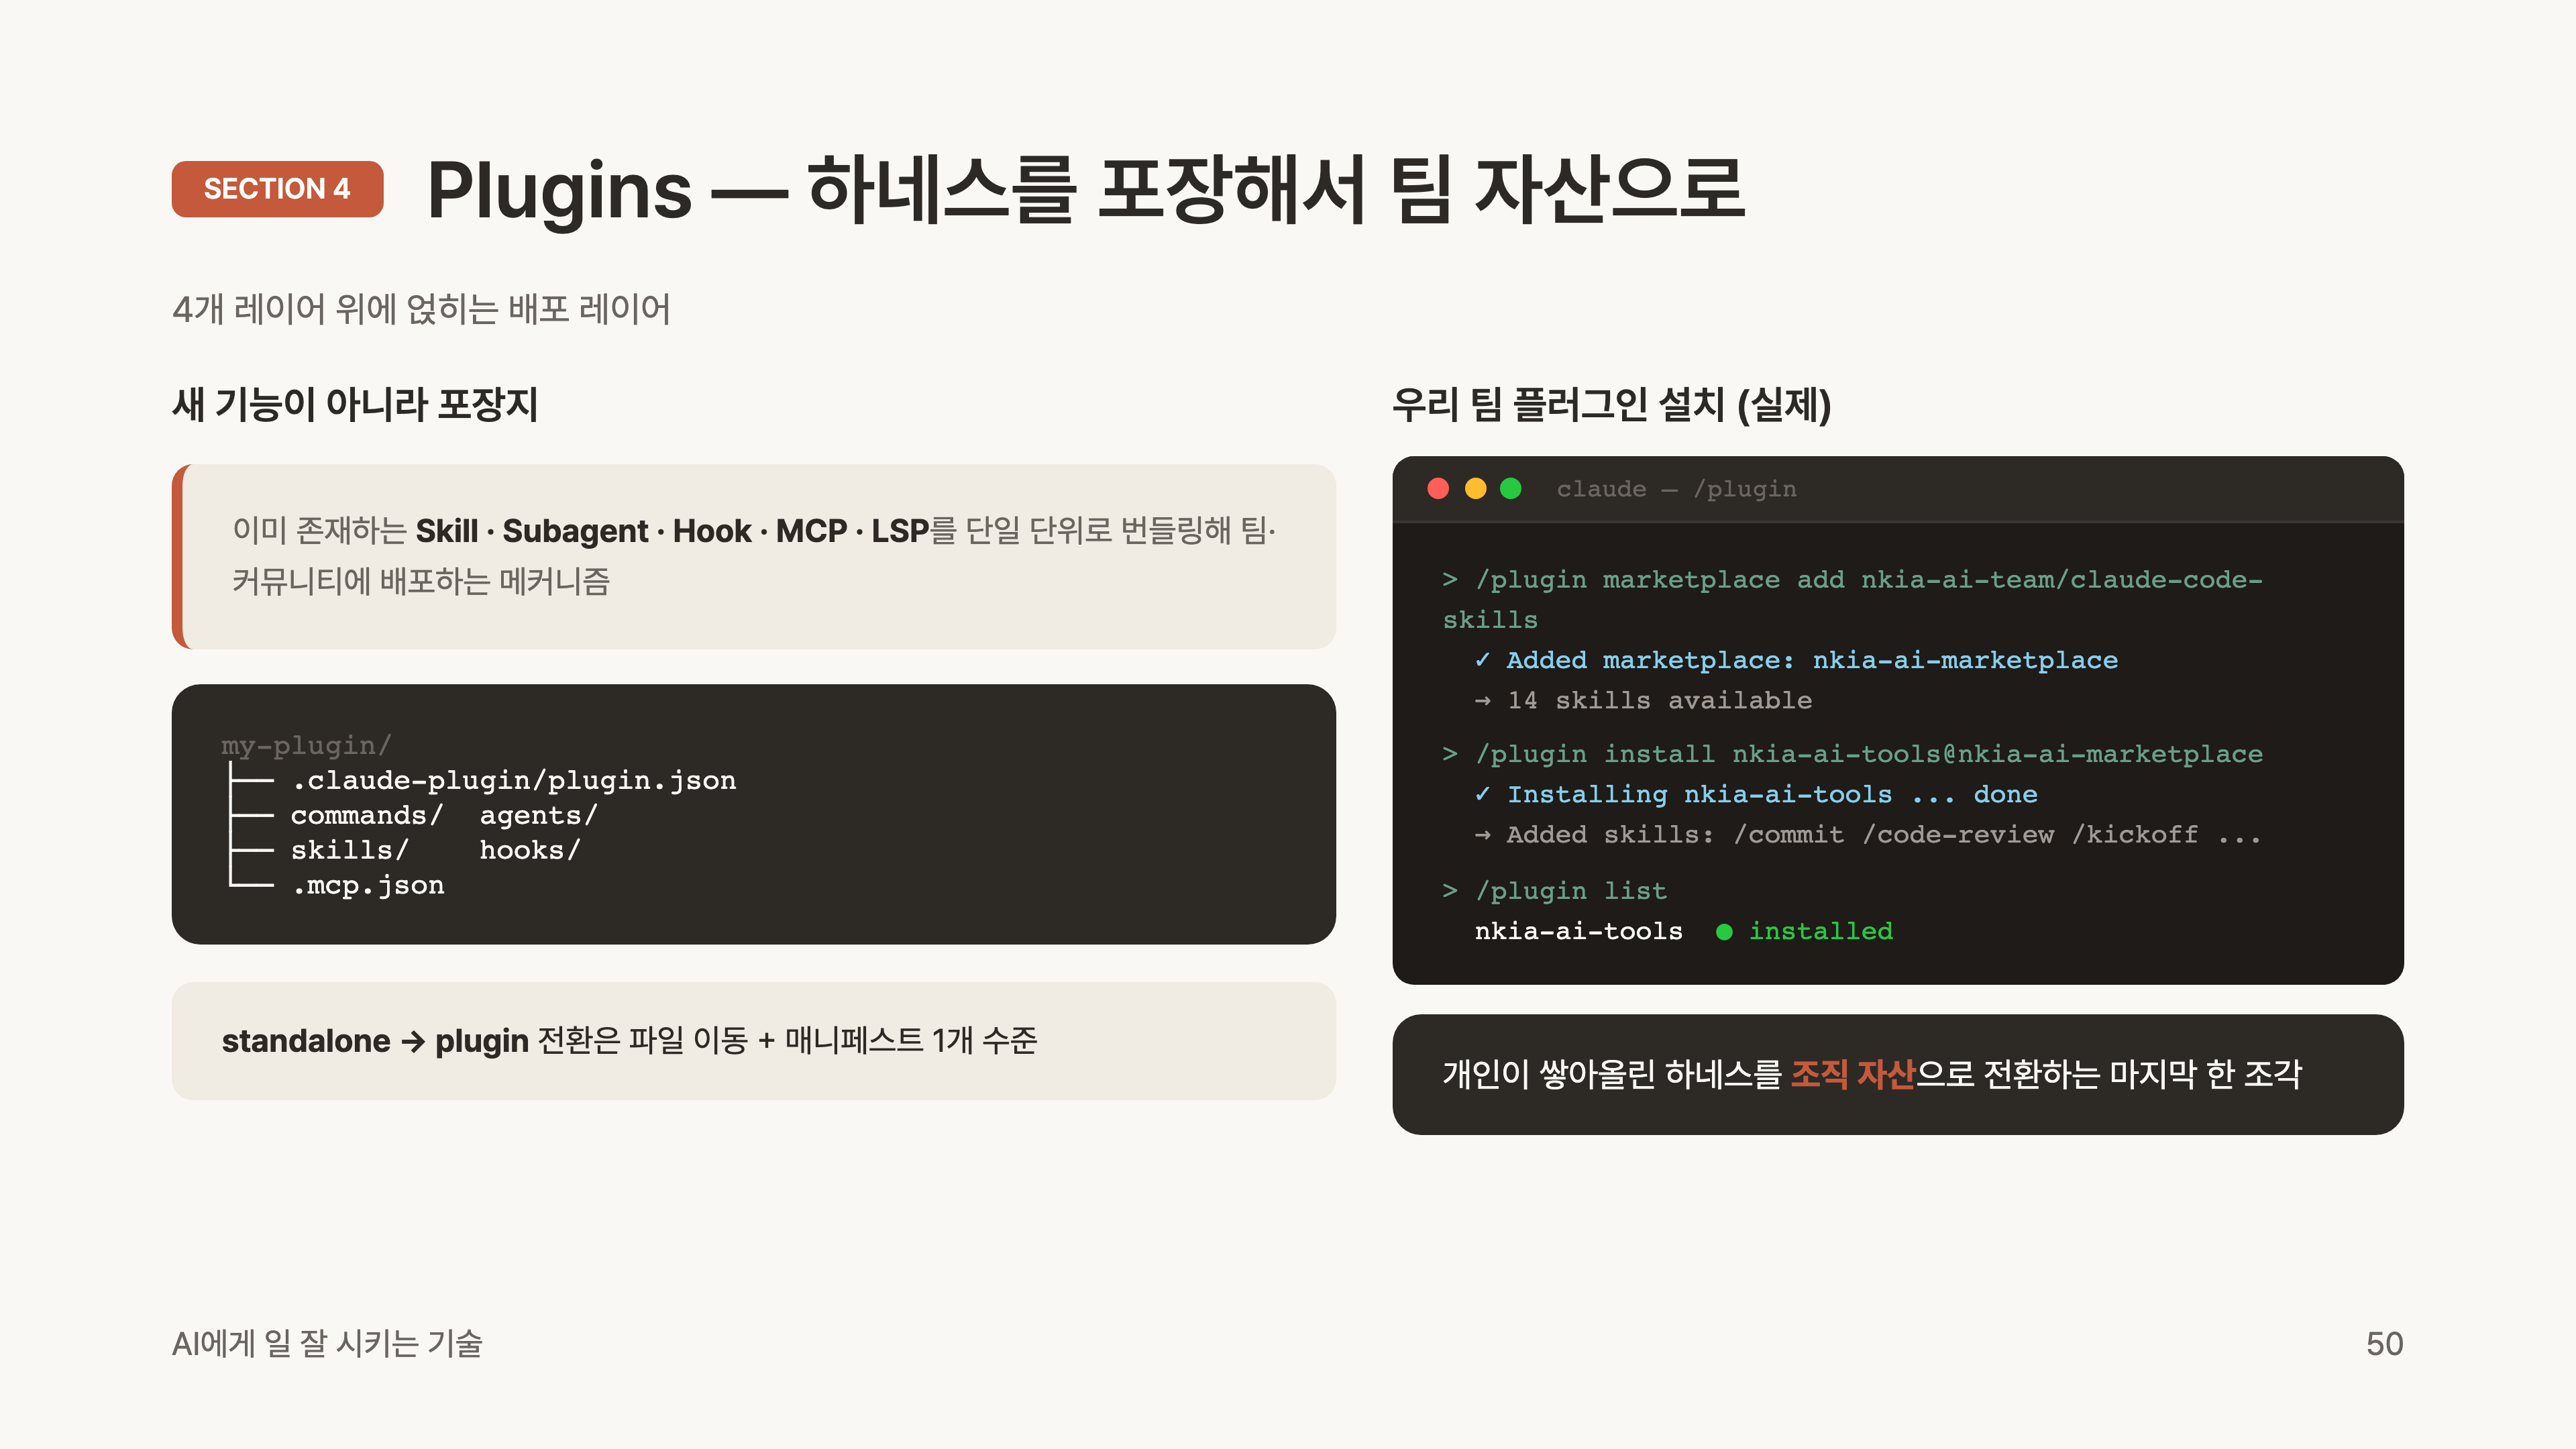 SECTION 4
Plugins — 하네스를 포장해서 팀 자산으로
4개 레이어 위에 얹히는 배포 레이어
새 기능이 아니라 포장지
이미 존재하는 Skill · Subagent · Hook · MCP · LSP를 단일 단위로 번들링해 팀·
커뮤니티에 배포하는 메커니즘
my-plugin/
├── .claude-plugin/plugin.json
├── commands/  agents/
├── skills/    hooks/
└── .mcp.json
standalone → plugin 전환은 파일 이동 + 매니페스트 1개 수준
우리 팀 플러그인 설치 (실제)
claude — /plugin
> /plugin marketplace add nkia-ai-team/claude-code-
skills
✓ Added marketplace: nkia-ai-marketplace
→ 14 skills available
> /plugin install nkia-ai-tools@nkia-ai-marketplace
✓ Installing nkia-ai-tools ... done
→ Added skills: /commit /code-review /kickoff ...
> /plugin list
nkia-ai-tools ● installed
개인이 쌓아올린 하네스를 조직 자산으로 전환하는 마지막 한 조각
AI에게 일 잘 시키는 기술
50